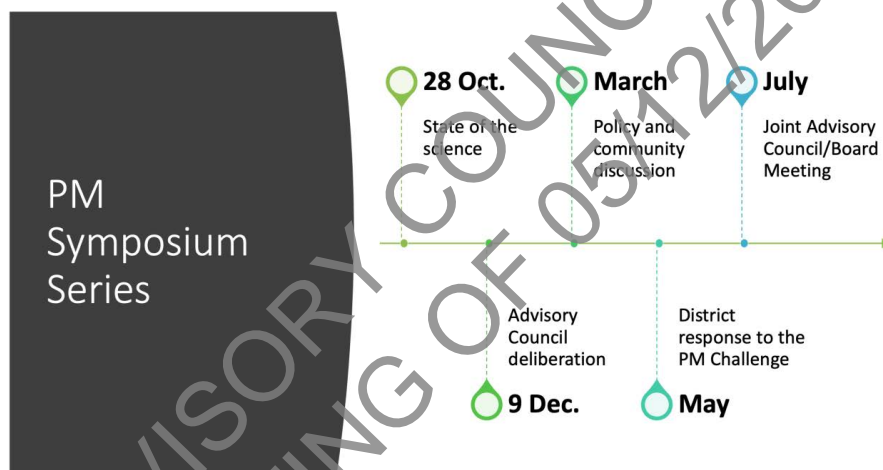 PM
Symposium
Series
28 Oct.
State of the
science
March
Policy and
community
discussion
July
Joint Advisory
Council/Board
Meeting
Advisory
Council
deliberation
9 Dec.
District
response to the
PM Challenge
May